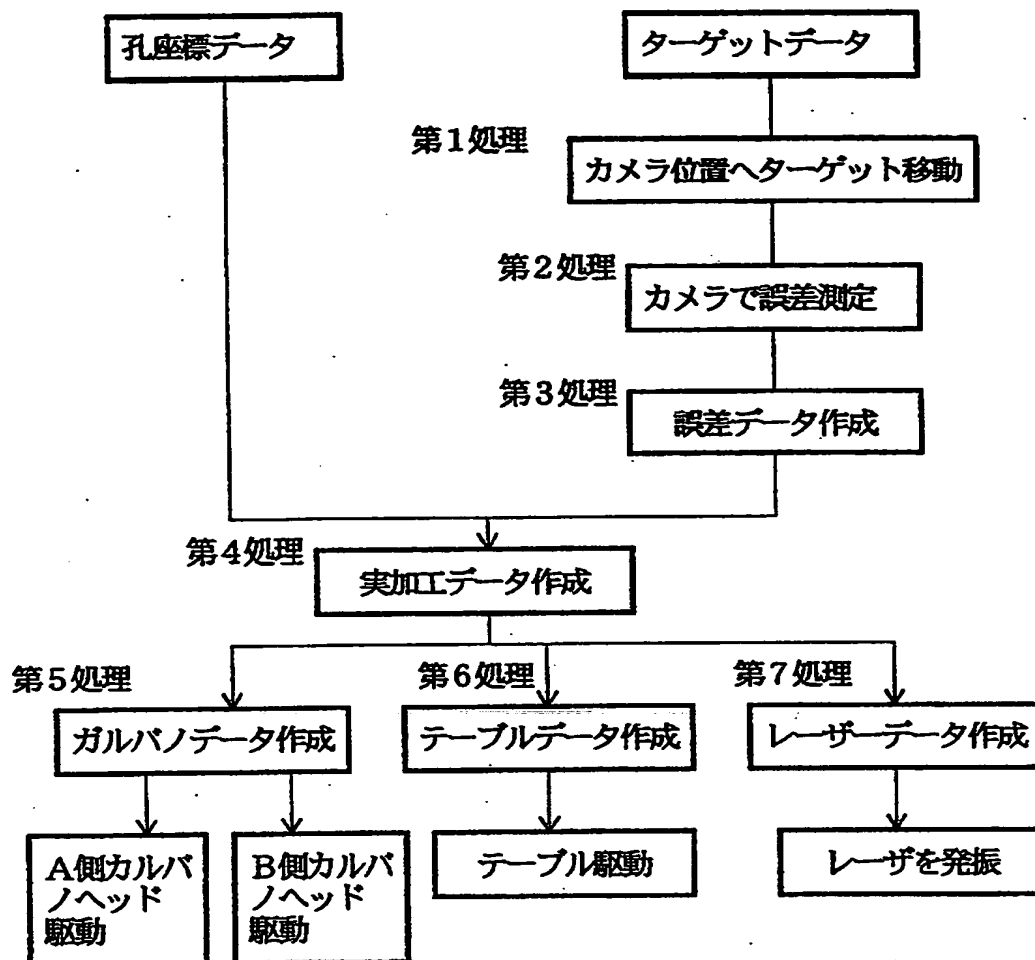 孔座標データ
ターゲットデータ
第1処理
カメラ位置へターゲット移動
第2処理
カメラで誤差測定
第3処理
誤差データ作成
第4処理
実加工データ作成
第5処理
ガルバノデータ作成
第6処理
テーブルデータ作成
第7処理
レーザーデータ作成
A側カルバ
ノヘッド
駆動
B側カルバ
ノヘッド
駆動
テーブル駆動
レーザを発振